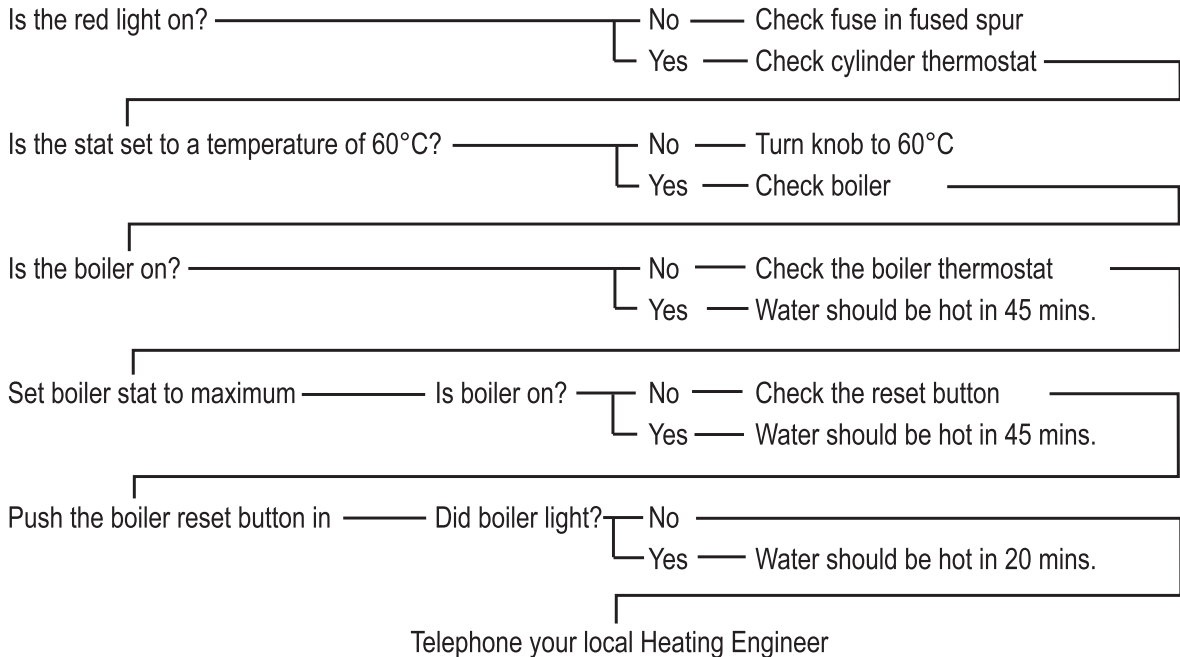 Is the red light on? No Check fuse in fused spur
Yes Check cylinder thermostat
Is the stat set to a temperature of 60°C? No Turn knob to 60°C
Yes Check boiler
Is the boiler on? No Check the boiler thermostat
Yes Water should be hot in 45 mins.
Set boiler stat to maximum Is boiler on? No Check the reset button
Yes Water should be hot in 45 mins.
Push the boiler reset button in Did boiler light? No
Yes Water should be hot in 20 mins.
Telephone your local Heating Engineer